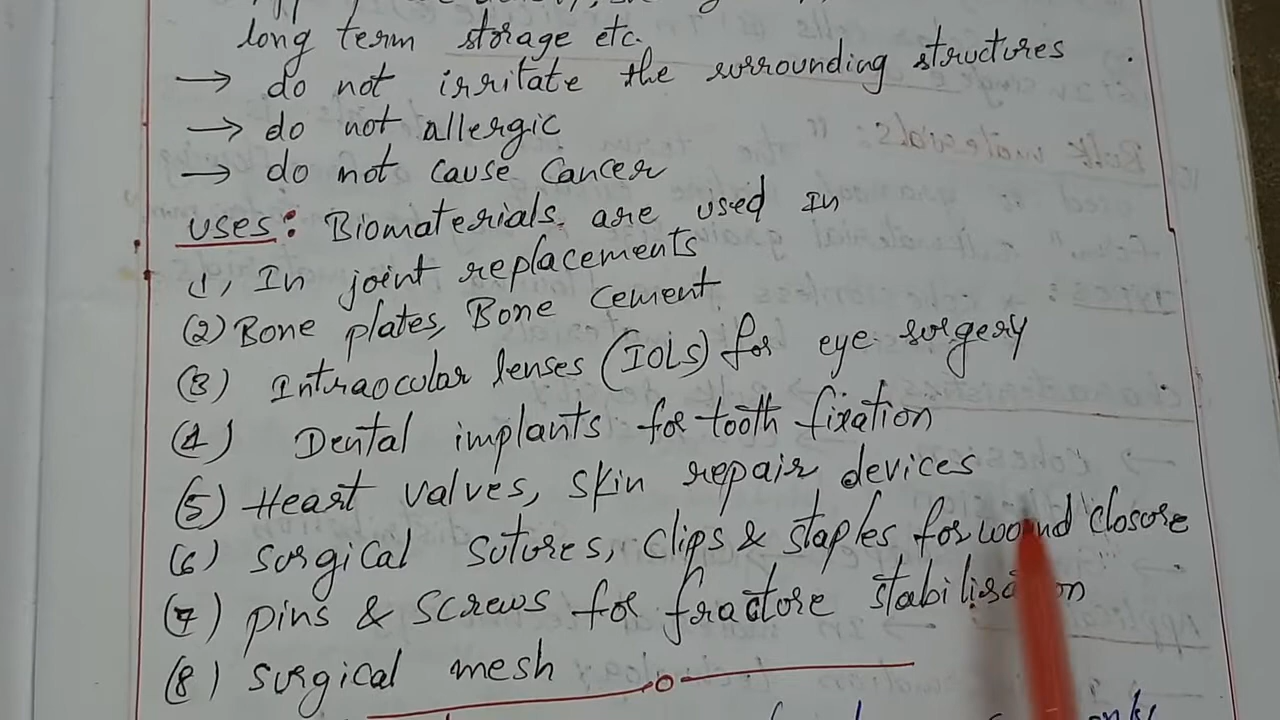 long term storage etc.
→ do not irritate the surrounding structures
→ do not allergic
→ do not cause cancer
uses: Biomaterials are used In
(1) In joint replacements
(2) Bone plates, Bone cement
(3) Intraocular lenses (IOLS) for eye surgery
(4) Dental implants for tooth fixation
(5) Heart valves, skin repair devices
(6) surgical sutures, clips & staples for wound closure
(7) pins & screws for fracture stabilisation
(8) surgical mesh